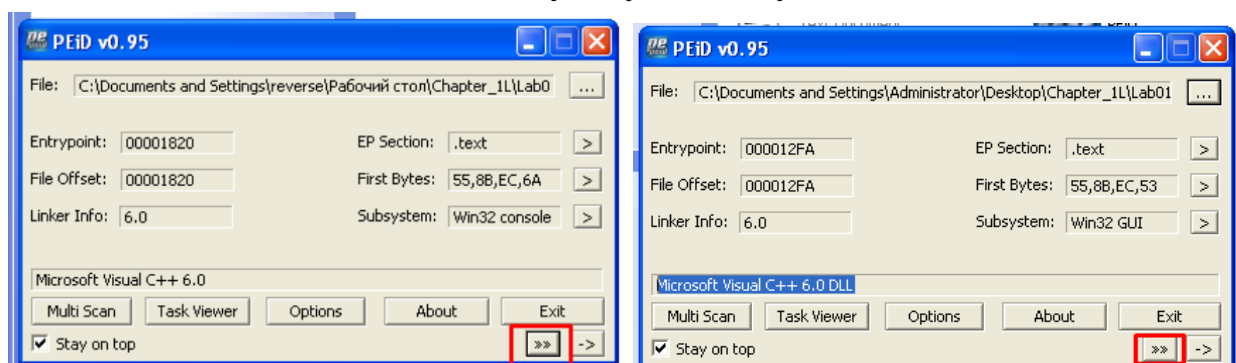 PEiD v0.95
File: C:\Documents and Settings\reverse\Рабочий стол\Chapter_1L\Lab0 ...
Entrypoint: 00001820 EP Section: .text >
File Offset: 00001820 First Bytes: 55,8B,EC,6A >
Linker Info: 6.0 Subsystem: Win32 console >
Microsoft Visual C++ 6.0
Multi Scan Task Viewer Options About Exit
Stay on top »» ->
PEiD v0.95
File: C:\Documents and Settings\Administrator\Desktop\Chapter_1L\Lab01 ...
Entrypoint: 000012FA EP Section: .text >
File Offset: 000012FA First Bytes: 55,8B,EC,53 >
Linker Info: 6.0 Subsystem: Win32 GUI >
Microsoft Visual C++ 6.0 DLL
Multi Scan Task Viewer Options About Exit
Stay on top »» ->